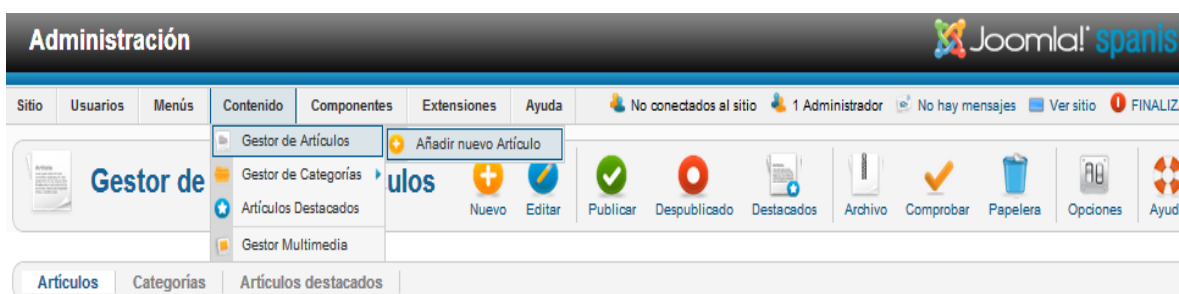 Administración
Joomla! spanis
Sitio Usuarios Menús Contenido Componentes Extensiones Ayuda No conectados al sitio 1 Administrador No hay mensajes Ver sitio FINALIZ
Gestor de Artículos Añadir nuevo Artículo
Gestor de Categorías
Artículos Destacados
Gestor Multimedia
Gestor de ulos
Nuevo Editar Publicar Despublicado Destacados Archivo Comprobar Papelera Opciones Ayud
Artículos Categorías Artículos destacados